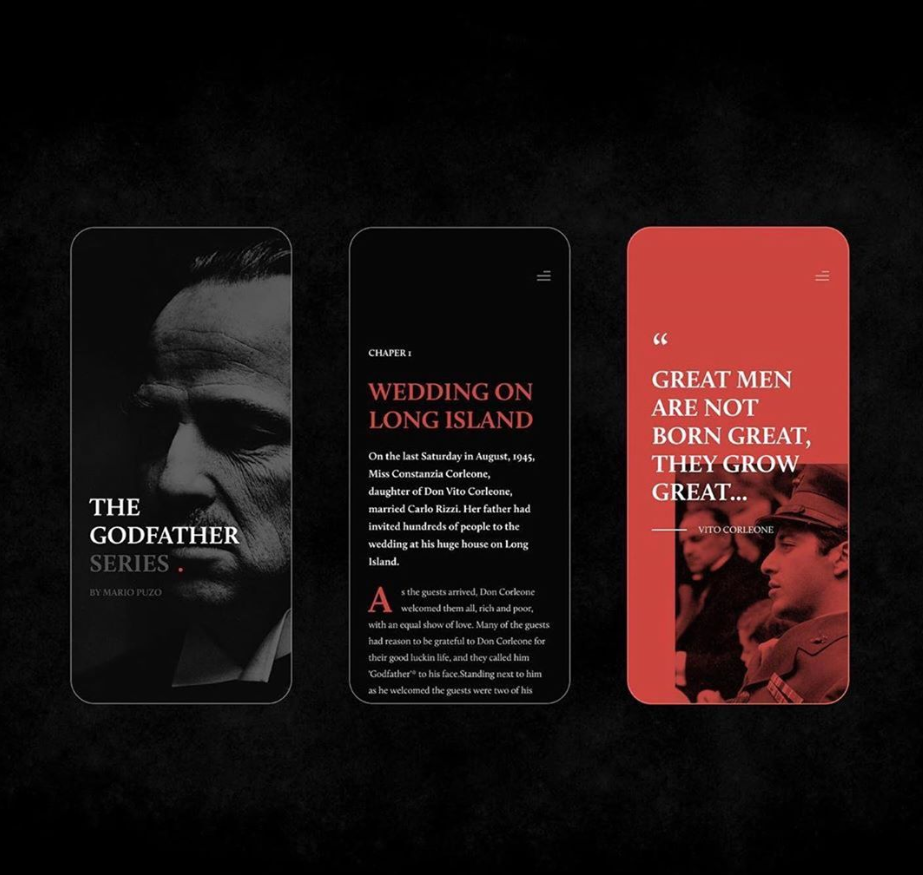 THE
GODFATHER
SERIES .
BY MARIO PUZO
CHAPER 1
WEDDING ON
LONG ISLAND
On the last Saturday in August, 1945,
Miss Constanzia Corleone,
daughter of Don Vito Corleone,
married Carlo Rizzi. Her father had
invited hundreds of people to the
wedding at his huge house on Long
Island.
As the guests arrived, Don Corleone
welcomed them all, rich and poor,
with an equal show of love. Many of the guests
had reason to be grateful to Don Corleone for
their good luckin life, and they called him
'Godfather'° to his face.Standing next to him
as he welcomed the guests were two of his
“
GREAT MEN
ARE NOT
BORN GREAT,
THEY GROW
GREAT...
VITO CORLEONE